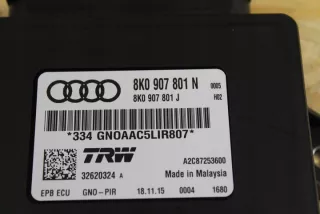 8K0 907 801 N 0005
8K0 907 801 J H02
*334 GN0AAC5LIR807*
TRW A2C87253600
32620324 A Made in Malaysia
EPB ECU GNO-PIR 18.11.15 0004 1680